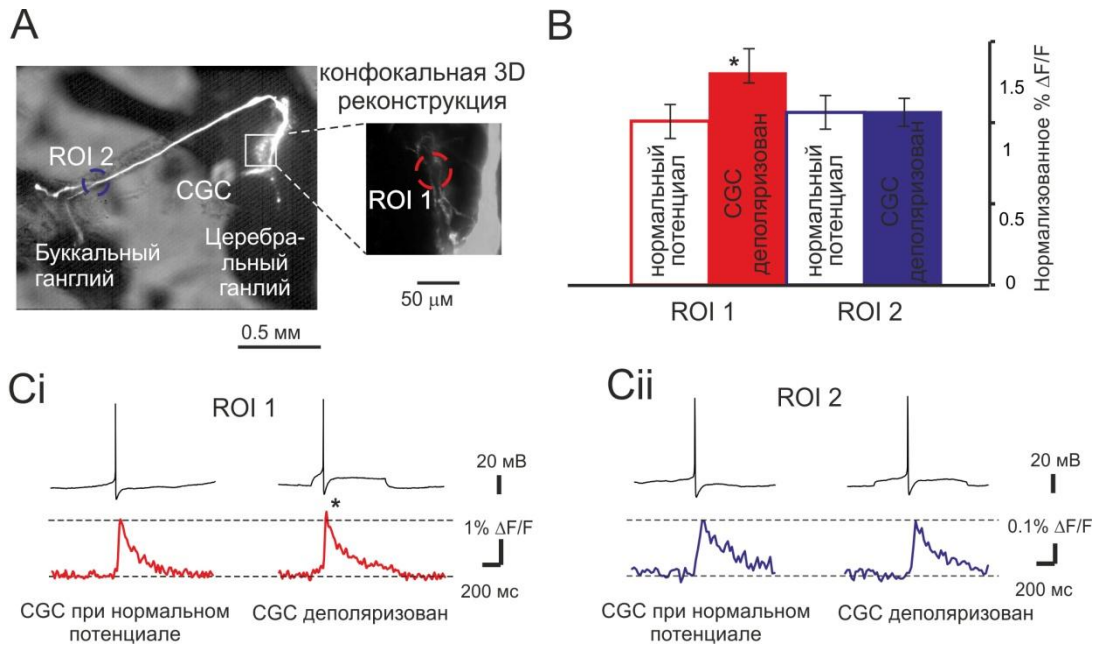 A
конфокальная 3D
реконструкция
ROI 2
CGC
ROI 1
Буккальный
ганглий
Церебра-
льный
ганлий
0.5 мм
50 μм
B
*
нормальный
потенциал
CGC
деполяризован
нормальный
потенциал
CGC
деполяризован
ROI 1
ROI 2
1.5
1
0.5
0
Нормализованное % ΔF/F
Ci
ROI 1
20 мВ
*
1% ΔF/F
200 мс
CGC при нормальном
потенциале
CGC деполяризован
Cii
ROI 2
20 мВ
0.1% ΔF/F
200 мс
CGC при нормальном
потенциале
CGC деполяризован